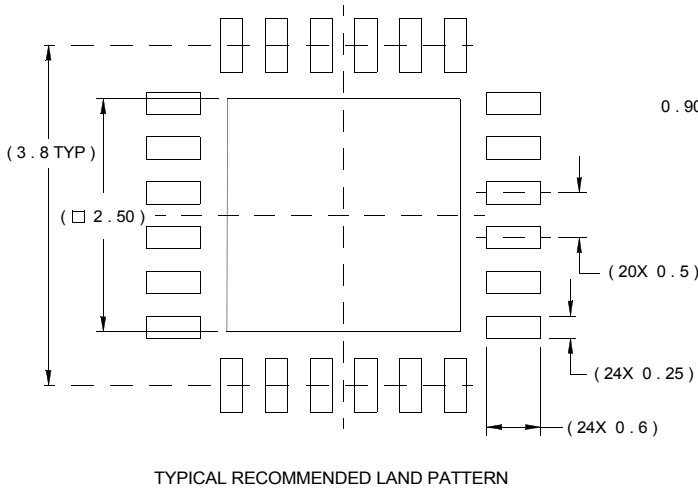 0.90
( 3 . 8 TYP )
( □ 2 . 50 )
( 20X 0 . 5 )
( 24X 0 . 25 )
( 24X 0 . 6 )
TYPICAL RECOMMENDED LAND PATTERN